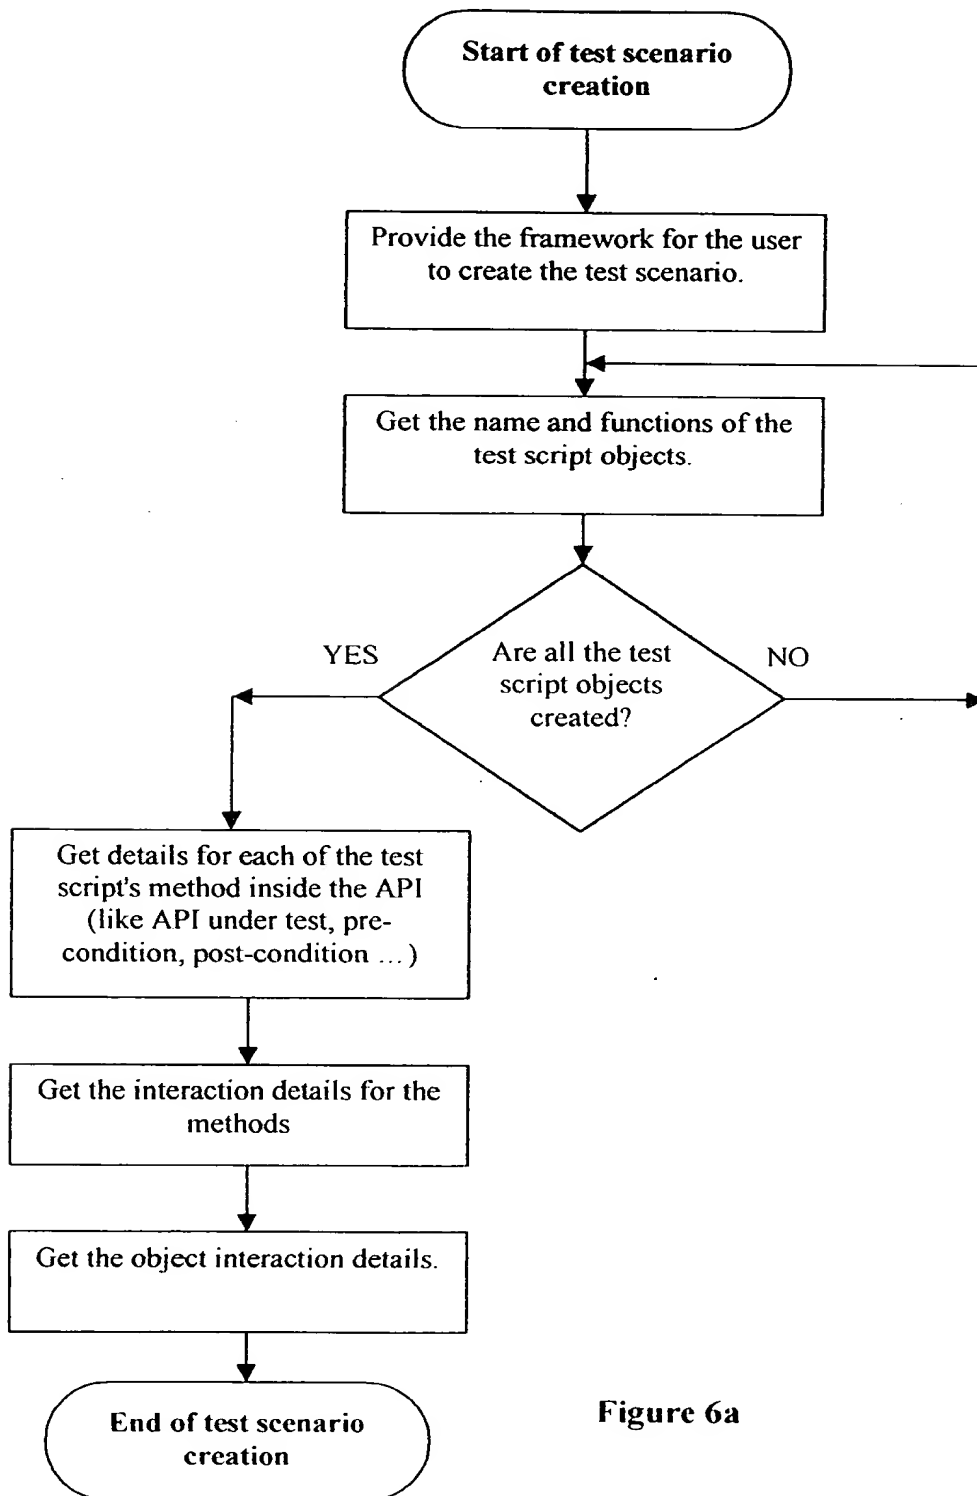 Start of test scenario
creation
Provide the framework for the user
to create the test scenario.
Get the name and functions of the
test script objects.
YES
Are all the test
script objects
created?
NO
Get details for each of the test
script's method inside the API
(like API under test, pre-
condition, post-condition ... )
Get the interaction details for the
methods
Get the object interaction details.
End of test scenario
creation
Figure 6a